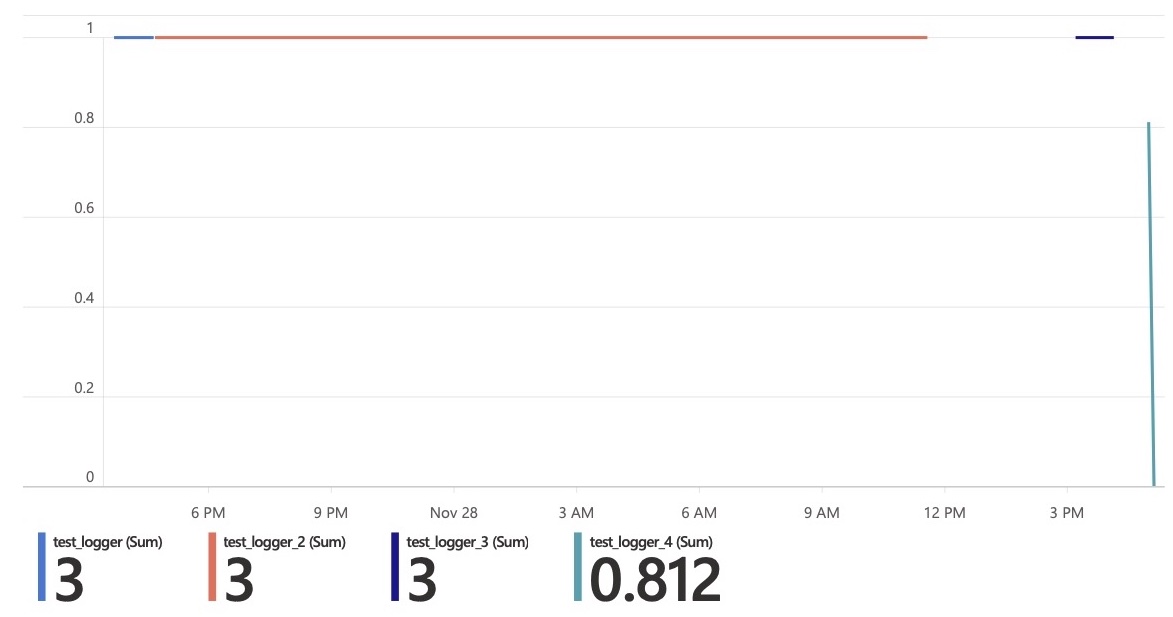 1
0.8
0.6
0.4
0.2
0
6 PM 9 PM Nov 28 3 AM 6 AM 9 AM 12 PM 3 PM
test_logger (Sum) test_logger_2 (Sum) test_logger_3 (Sum) test_logger_4 (Sum)
3 3 3 0.812